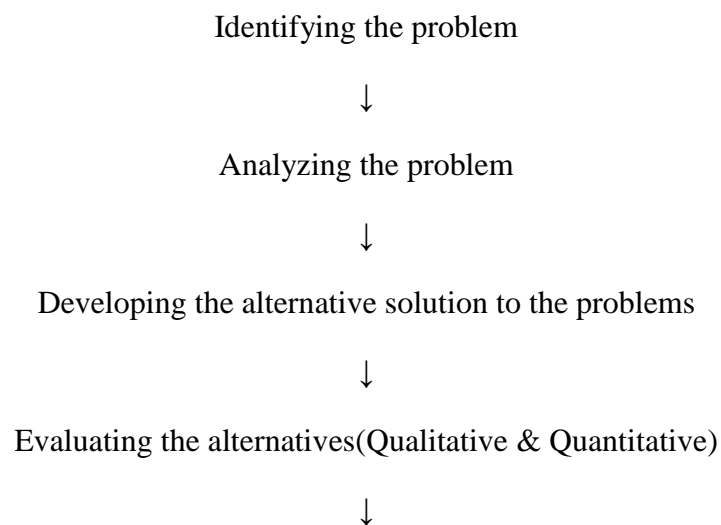 Identifying the problem
↓
Analyzing the problem
↓
Developing the alternative solution to the problems
↓
Evaluating the alternatives(Qualitative & Quantitative)
↓